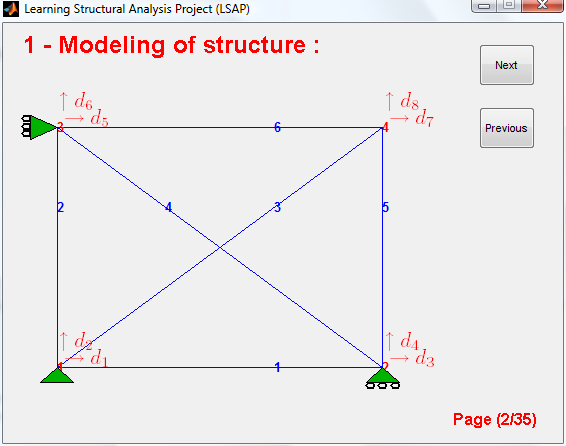 Learning Structural Analysis Project (LSAP)
1 - Modeling of structure :
Next
Previous
↑ d6
→ d5
↑ d8
→ d7
3
6
4
2
4
3
5
↑ d2
→ d1
↑ d4
→ d3
1
1
2
Page (2/35)